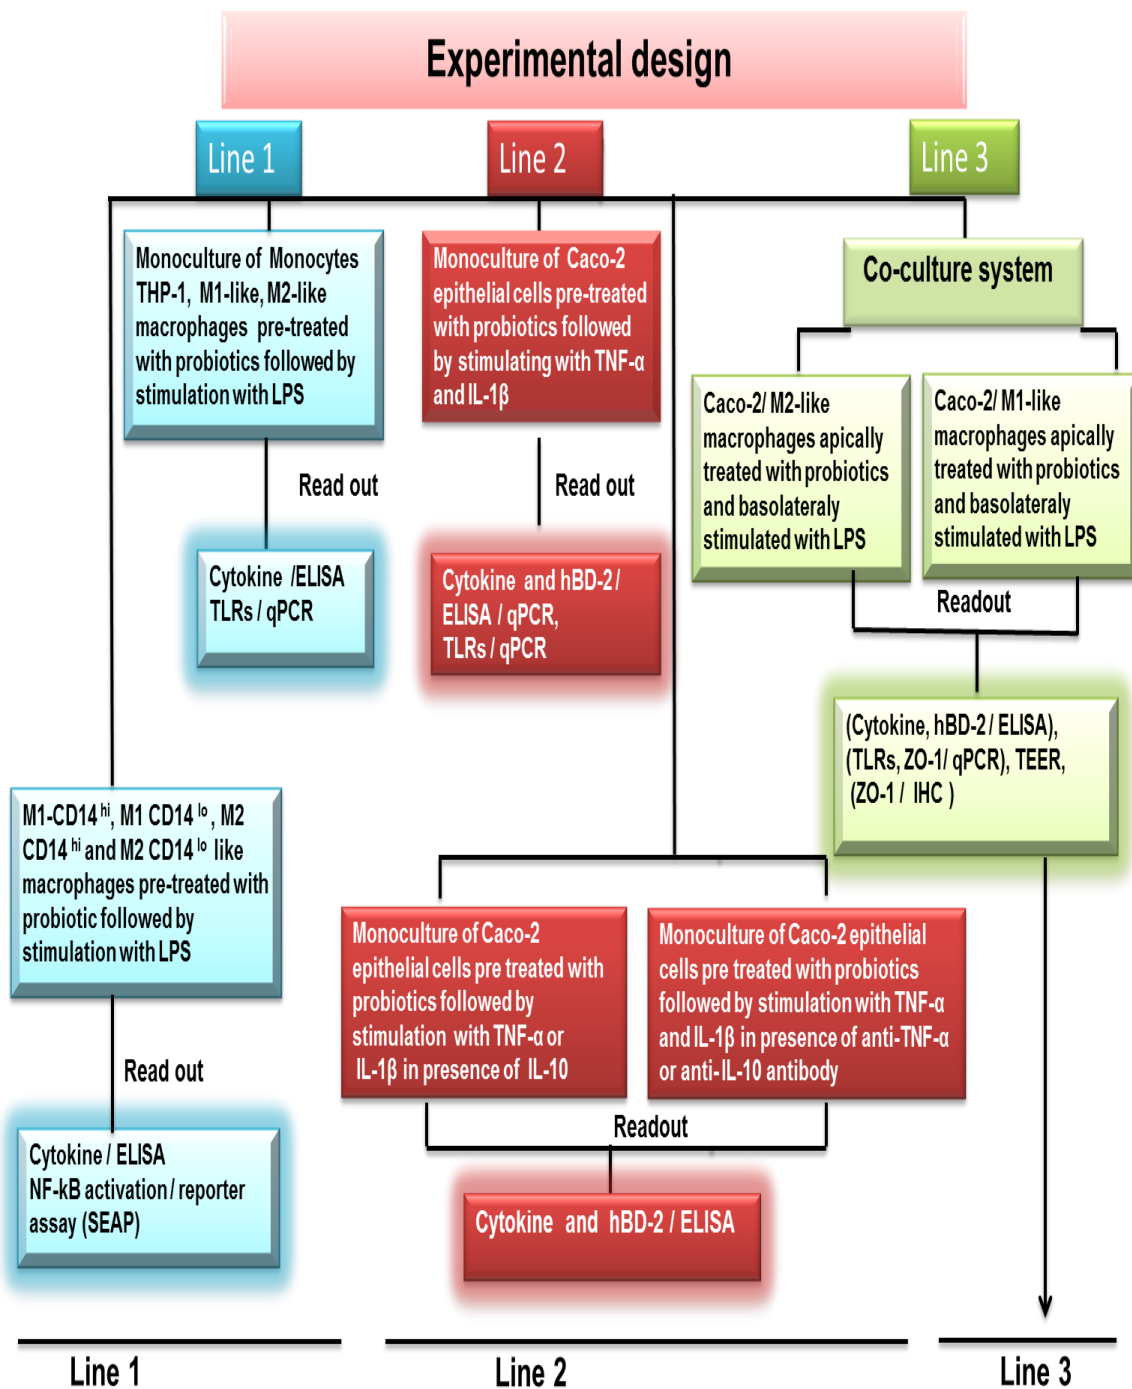 Experimental design
Line 1
Line 2
Line 3
Monoculture of Monocytes
THP-1, M1-like, M2-like
macrophages pre-treated
with probiotics followed by
stimulation with LPS
Read out
Cytokine /ELISA
TLRs / qPCR
M1-CD14 hi, M1 CD14 lo , M2
CD14 hi and M2 CD14 lo like
macrophages pre-treated with
probiotic followed by
stimulation with LPS
Read out
Cytokine / ELISA
NF-kB activation / reporter
assay (SEAP)
Monoculture of Caco-2
epithelial cells pre-treated
with probiotics followed
by stimulating with TNF-α
and IL-1β
Read out
Cytokine and hBD-2 /
ELISA / qPCR,
TLRs / qPCR
Monoculture of Caco-2
epithelial cells pre treated with
probiotics followed by
stimulation with TNF-α or
IL-1β in presence of IL-10
Monoculture of Caco-2 epithelial
cells pre treated with probiotics
followed by stimulation with TNF-α
and IL-1β in presence of anti-TNF-α
or anti-IL-10 antibody
Readout
Cytokine and hBD-2 / ELISA
Co-culture system
Caco-2/ M2-like
macrophages apically
treated with probiotics
and basolateraly
stimulated with LPS
Caco-2/ M1-like
macrophages apically
treated with probiotics
and basolateraly
stimulated with LPS
Readout
(Cytokine, hBD-2 / ELISA),
(TLRs, ZO-1/ qPCR), TEER,
(ZO-1 / IHC )
Line 1
Line 2
Line 3